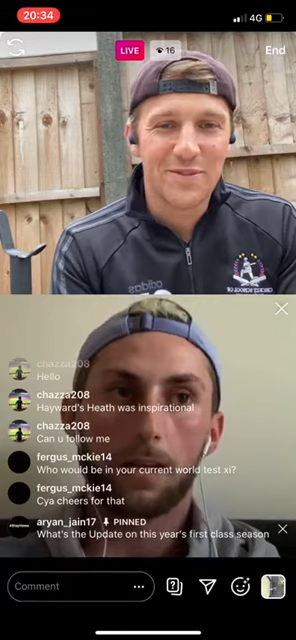 20:34
4G
LIVE
16
End
adidas
chazza208
Hello
chazza208
Hayward's Heath was inspirational
chazza208
Can u follow me
fergus_mckie14
Who would be in your current world test xi?
fergus_mckie14
Cya cheers for that
aryan_jain17 PINNED
What's the Update on this year's first class season
Comment